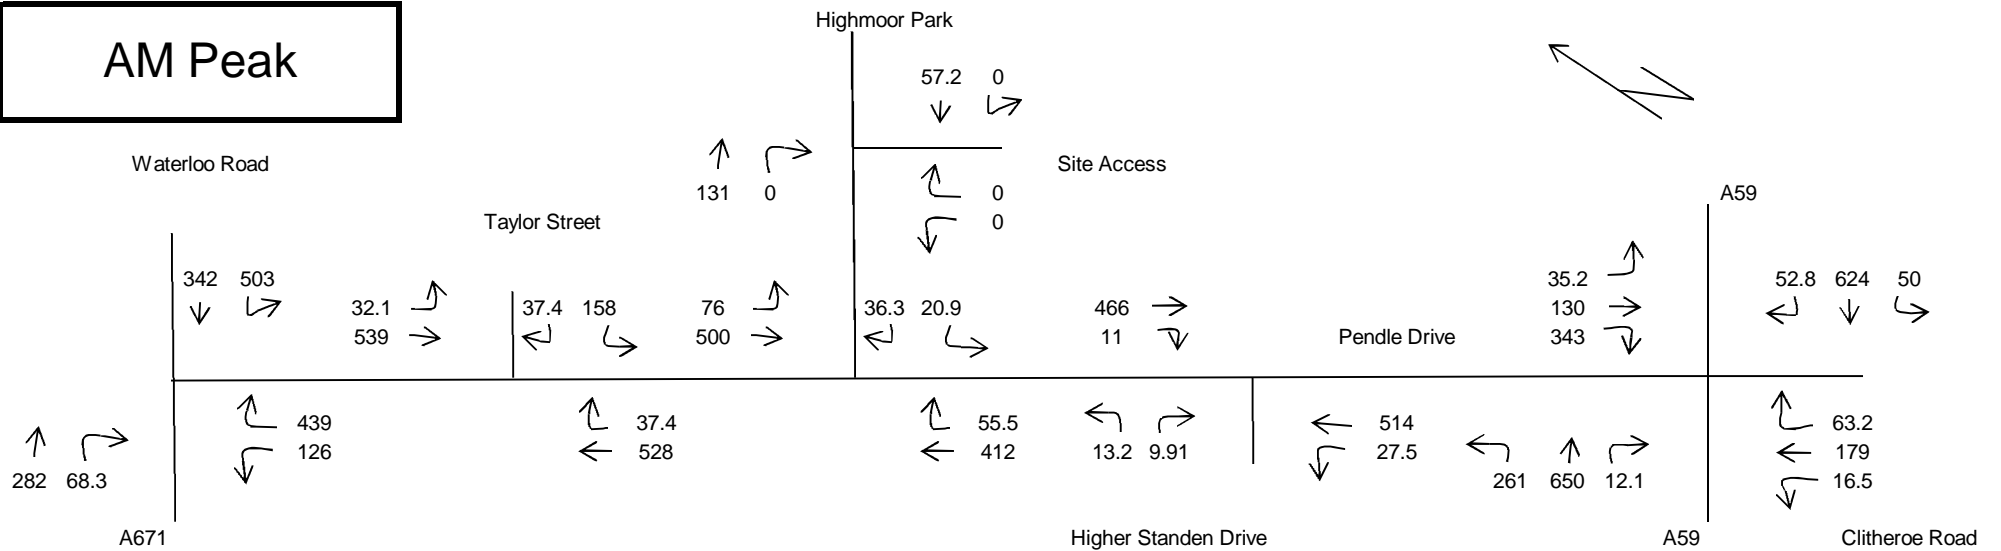 Highmoor Park
AM Peak
57.2 0
Waterloo Road
Site Access
131 0
0
A59
Taylor Street
0
342 503
35.2
52.8 624 50
32.1
37.4 158
76
36.3 20.9
466
130
539
500
11
Pendle Drive
343
439
37.4
55.5
514
63.2
126
528
412
13.2 9.91
27.5
179
282 68.3
261 650 12.1
16.5
A671
Higher Standen Drive
A59
Clitheroe Road